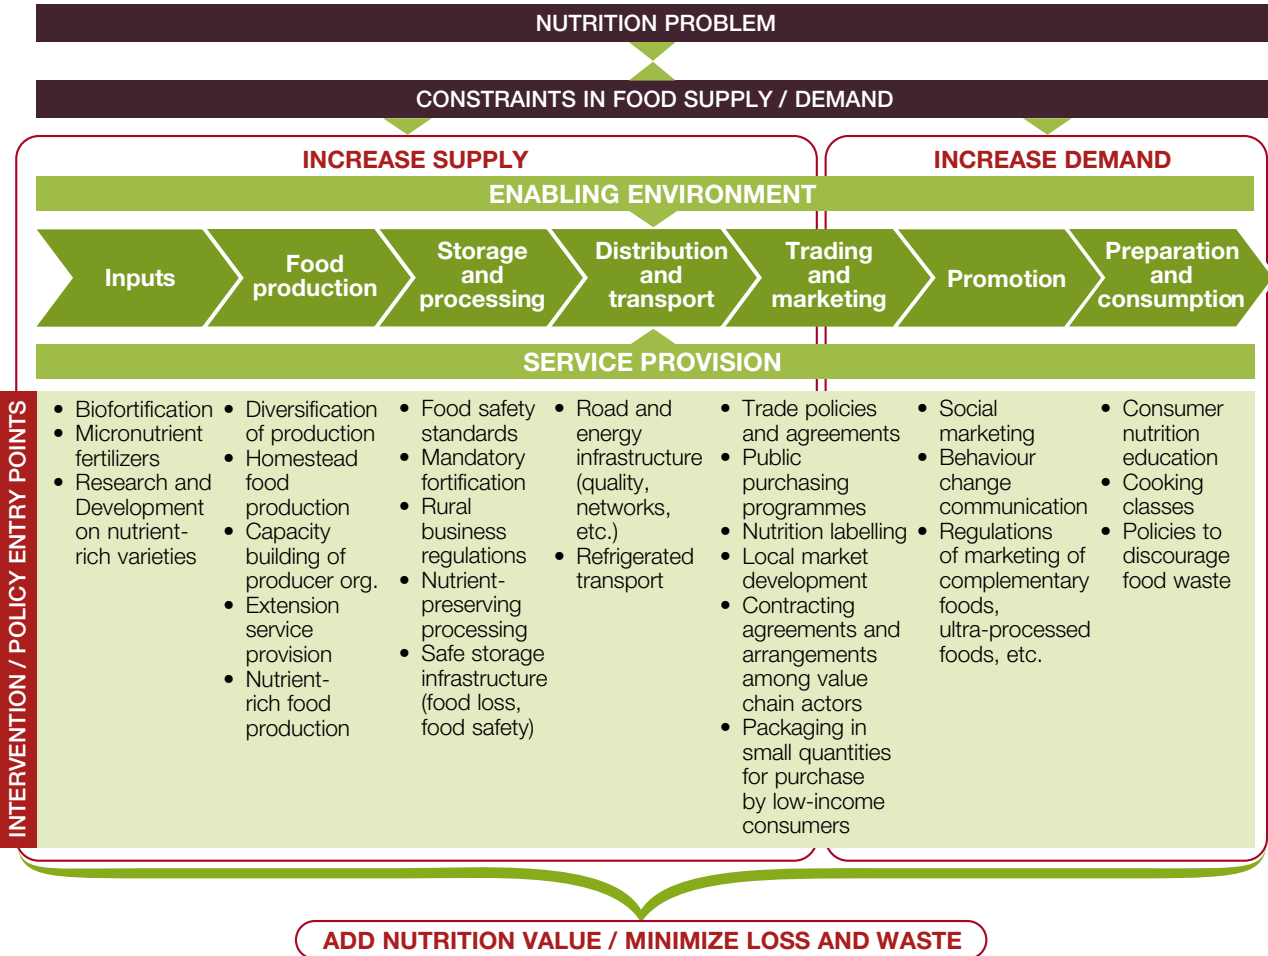 NUTRITION PROBLEM
CONSTRAINTS IN FOOD SUPPLY / DEMAND
INCREASE SUPPLY
INCREASE DEMAND
ENABLING ENVIRONMENT
Inputs
Food
production
Storage
and
processing
Distribution
and
transport
Trading
and
marketing
Promotion
Preparation
and
consumption
SERVICE PROVISION
INTERVENTION / POLICY ENTRY POINTS
• Biofortification
• Micronutrient
fertilizers
• Research and
Development
on nutrient-
rich varieties
• Diversification
of production
• Homestead
food
production
• Capacity
building of
producer org.
• Extension
service
provision
• Nutrient-
rich food
production
• Food safety
standards
• Mandatory
fortification
• Rural
business
regulations
• Nutrient-
preserving
processing
• Safe storage
infrastructure
(food loss,
food safety)
• Road and
energy
infrastructure
(quality,
networks,
etc.)
• Refrigerated
transport
• Trade policies
and agreements
• Public
purchasing
programmes
• Nutrition labelling
• Local market
development
• Contracting
agreements and
arrangements
among value
chain actors
• Packaging in
small quantities
for purchase
by low-income
consumers
• Social
marketing
• Behaviour
change
communication
• Regulations
of marketing of
complementary
foods,
ultra-processed
foods, etc.
• Consumer
nutrition
education
• Cooking
classes
• Policies to
discourage
food waste
ADD NUTRITION VALUE / MINIMIZE LOSS AND WASTE